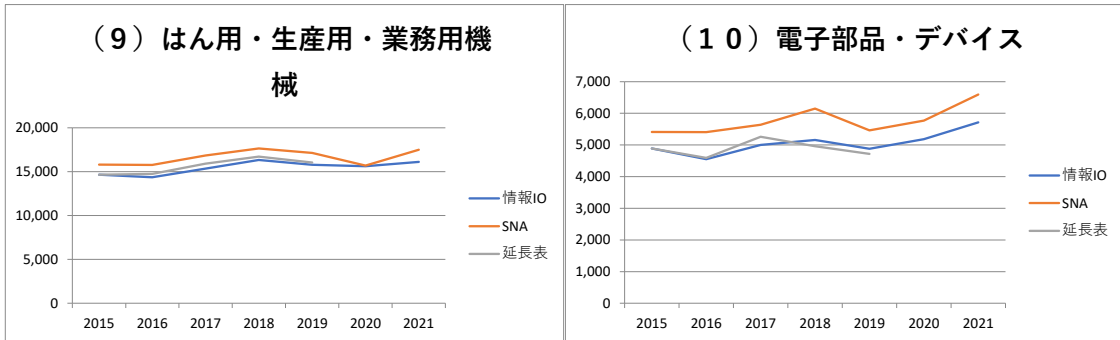 （９）はん用・生産用・業務用機
械
20,000
15,000
10,000
5,000
0
2015 2016 2017 2018 2019 2020 2021
情報IO
SNA
延長表
（１０）電子部品・デバイス
7,000
6,000
5,000
4,000
3,000
2,000
1,000
0
2015 2016 2017 2018 2019 2020 2021
情報IO
SNA
延長表